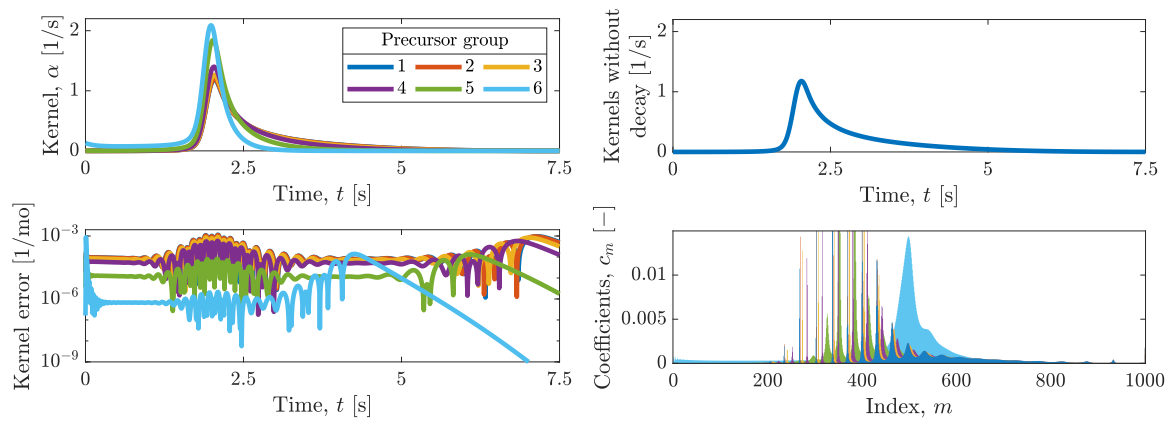 Kernel, α [1/s]
2
1
0
0
2.5
5
7.5
Time, t [s]
Precursor group
1 2 3
4 5 6
Kernels without
decay [1/s]
2
1
0
0
2.5
5
7.5
Time, t [s]
Kernel error [1/mo]
10⁻³
10⁻⁶
10⁻⁹
0
2.5
5
7.5
Time, t [s]
Coefficients, cₘ [−]
0.01
0.005
0
0
200
400
600
800
1000
Index, m